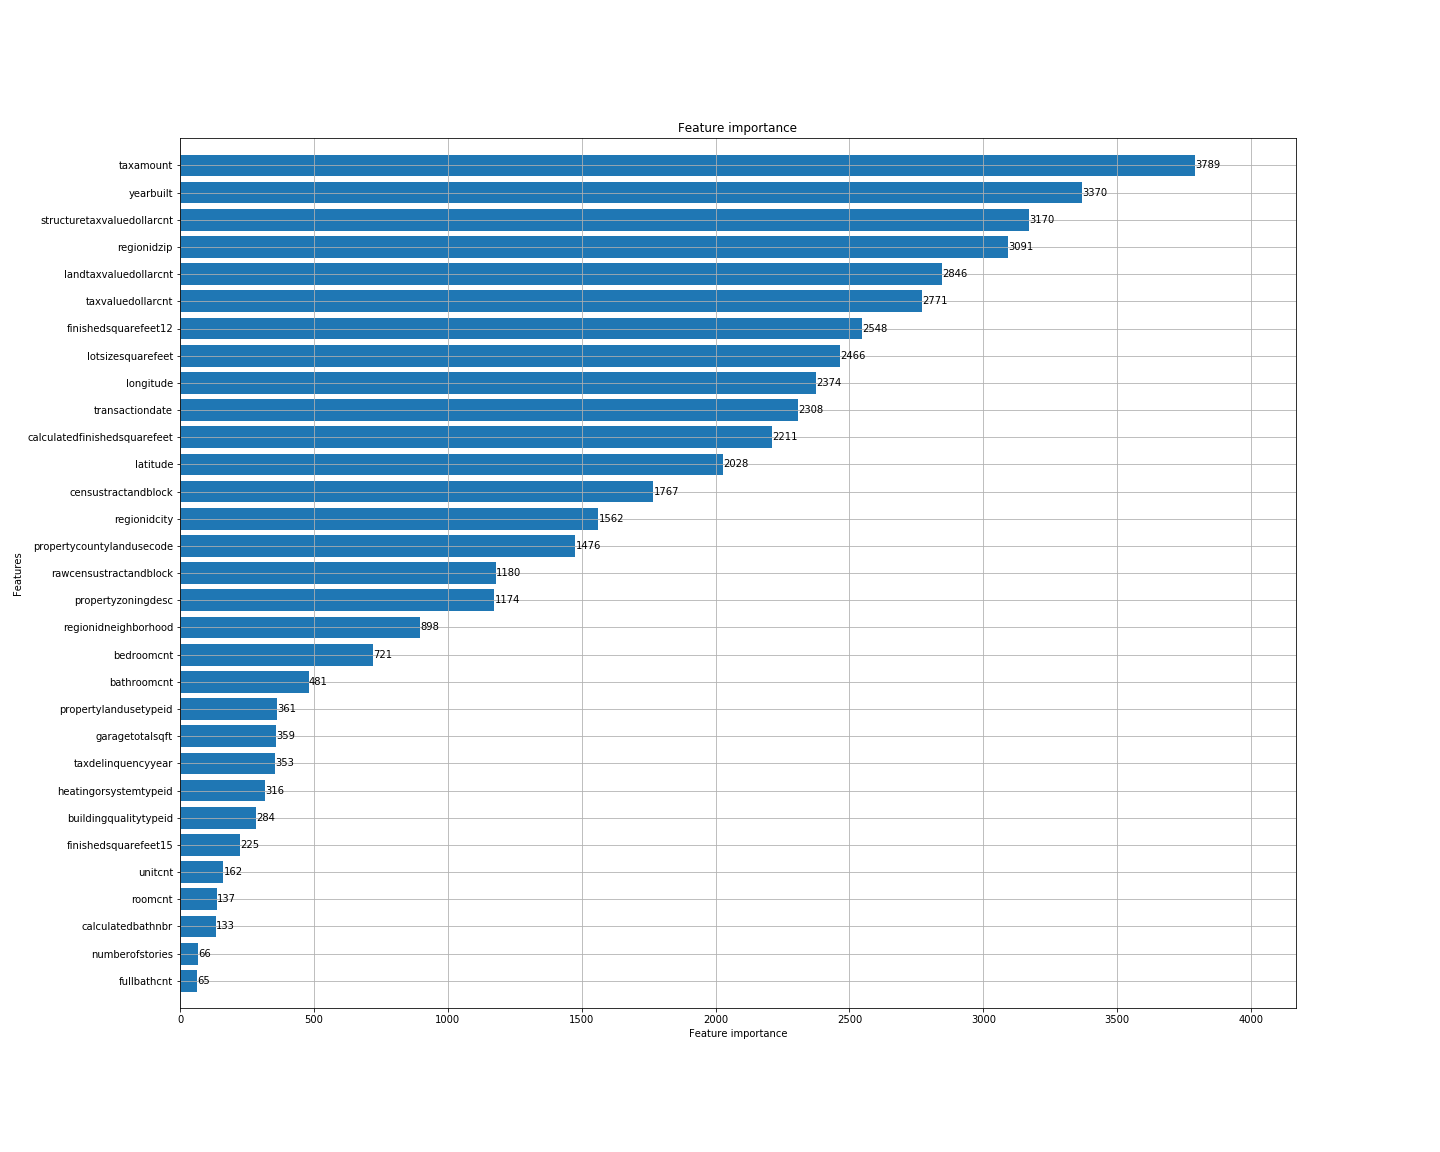 Feature importance
taxamount 3789
yearbuilt 3370
structuretaxvaluedollarcnt 3170
regionidzip 3091
landtaxvaluedollarcnt 2846
taxvaluedollarcnt 2771
finishedsquarefeet12 2548
lotsizesquarefeet 2466
longitude 2374
transactiondate 2308
calculatedfinishedsquarefeet 2211
latitude 2028
censustractandblock 1767
regionidcity 1562
propertycountylandusecode 1476
rawcensustractandblock 1180
propertyzoningdesc 1174
regionidneighborhood 898
bedroomcnt 721
bathroomcnt 481
propertylandusetypeid 361
garagetotalsqft 359
taxdelinquencyyear 353
heatingorsystemtypeid 316
buildingqualitytypeid 284
finishedsquarefeet15 225
unitcnt 162
roomcnt 137
calculatedbathnbr 133
numberofstories 66
fullbathcnt 65
0 500 1000 1500 2000 2500 3000 3500 4000
Feature importance
Features